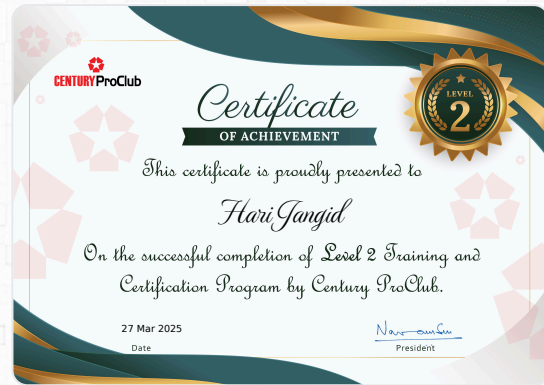 CENTURY ProClub
LEVEL
2
Certificate
OF ACHIEVEMENT
This certificate is proudly presented to
Hari Jangid
On the successful completion of Level 2 Training and
Certification Program by Century ProClub.
27 Mar 2025
Date
President